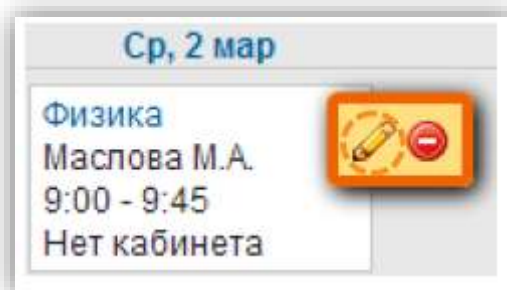 Ср, 2 мар
Физика
Маслова М.А.
9:00 - 9:45
Нет кабинета